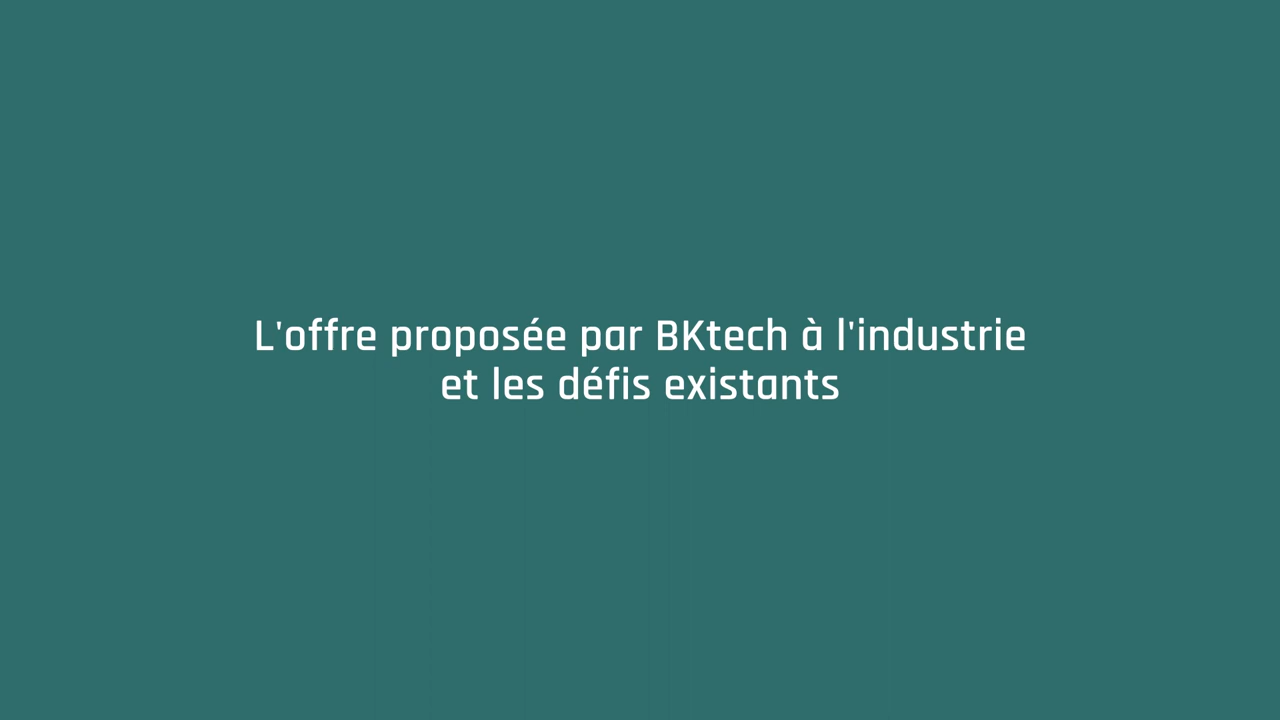 L'offre proposée par BKtech à l'industrie
et les défis existants